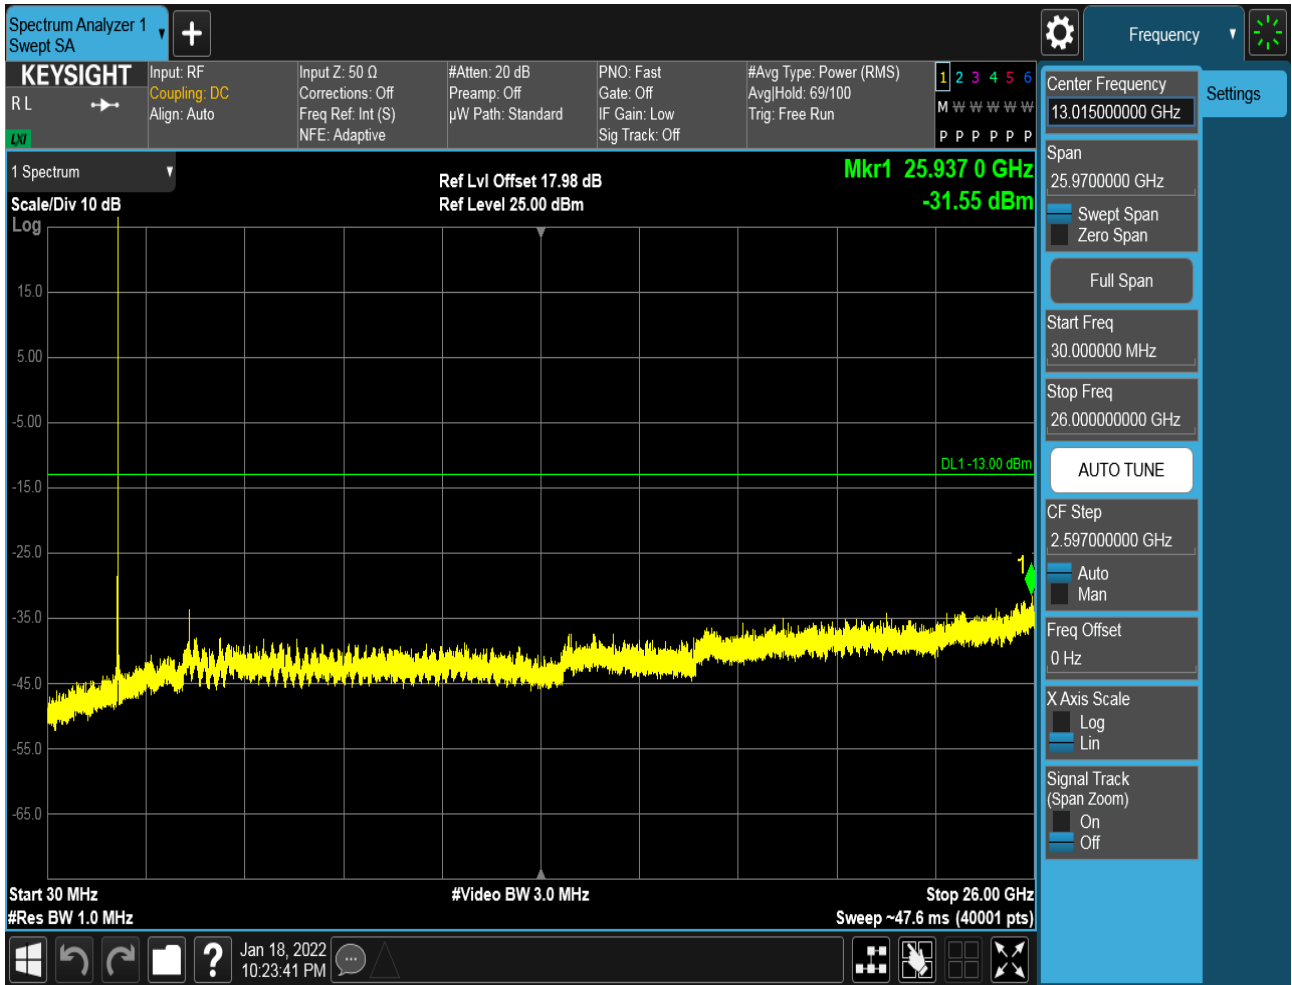 Spectrum Analyzer 1
Swept SA
+
Frequency
KEYSIGHT
R L
LXI
Input: RF
Coupling: DC
Align: Auto
Input Z: 50 Ω
Corrections: Off
Freq Ref: Int (S)
NFE: Adaptive
#Atten: 20 dB
Preamp: Off
µW Path: Standard
PNO: Fast
Gate: Off
IF Gain: Low
Sig Track: Off
#Avg Type: Power (RMS)
Avg|Hold: 69/100
Trig: Free Run
1 2 3 4 5 6
M W W W W W
P P P P P P
1 Spectrum
Scale/Div 10 dB
Log
Ref Lvl Offset 17.98 dB
Ref Level 25.00 dBm
Mkr1 25.937 0 GHz
-31.55 dBm
15.0
5.00
-5.00
DL1 -13.00 dBm
-15.0
-25.0
1
-35.0
-45.0
-55.0
-65.0
Start 30 MHz
#Res BW 1.0 MHz
#Video BW 3.0 MHz
Stop 26.00 GHz
Sweep ~47.6 ms (40001 pts)
?
Jan 18, 2022
10:23:41 PM
Center Frequency
13.015000000 GHz
Settings
Span
25.9700000 GHz
Swept Span
Zero Span
Full Span
Start Freq
30.000000 MHz
Stop Freq
26.000000000 GHz
AUTO TUNE
CF Step
2.597000000 GHz
Auto
Man
Freq Offset
0 Hz
X Axis Scale
Log
Lin
Signal Track
(Span Zoom)
On
Off